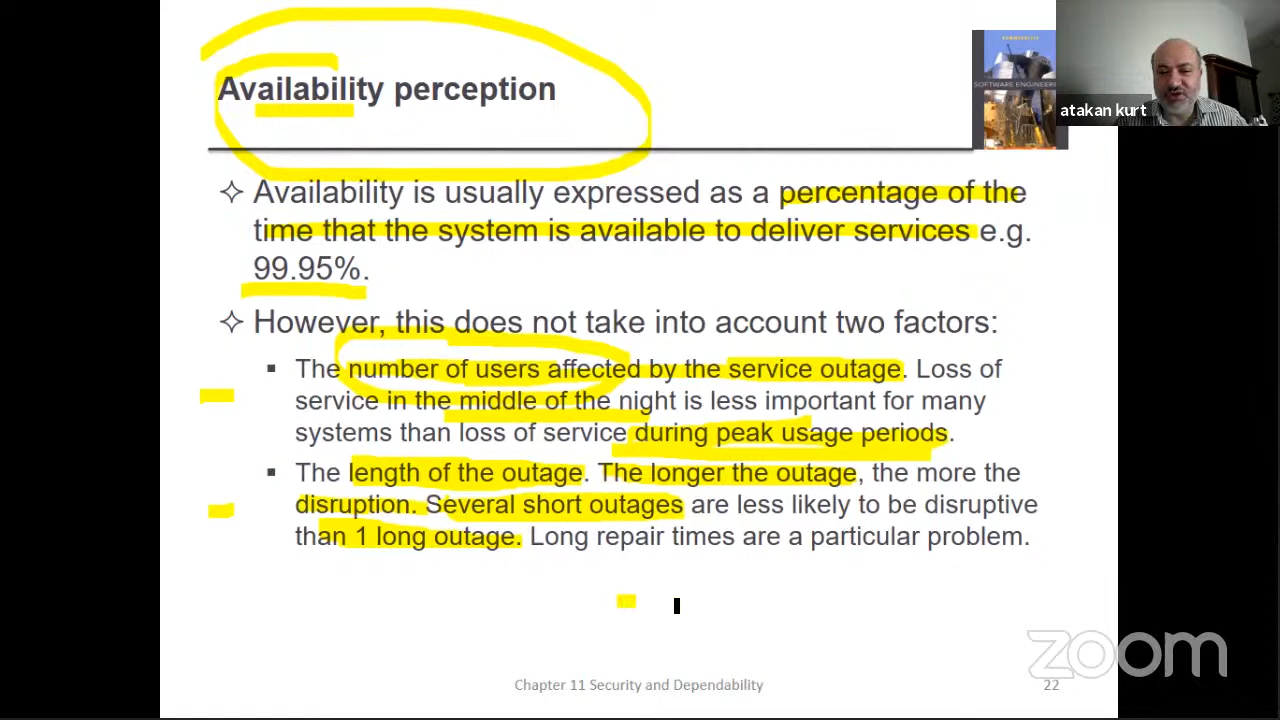 Availability perception
SOMMERVILLE
SOFTWARE ENGINEERING
atakan kurt
✧ Availability is usually expressed as a percentage of the
time that the system is available to deliver services e.g.
99.95%.
✧ However, this does not take into account two factors:
▪ The number of users affected by the service outage. Loss of
service in the middle of the night is less important for many
systems than loss of service during peak usage periods.
▪ The length of the outage. The longer the outage, the more the
disruption. Several short outages are less likely to be disruptive
than 1 long outage. Long repair times are a particular problem.
zoom
Chapter 11 Security and Dependability
22